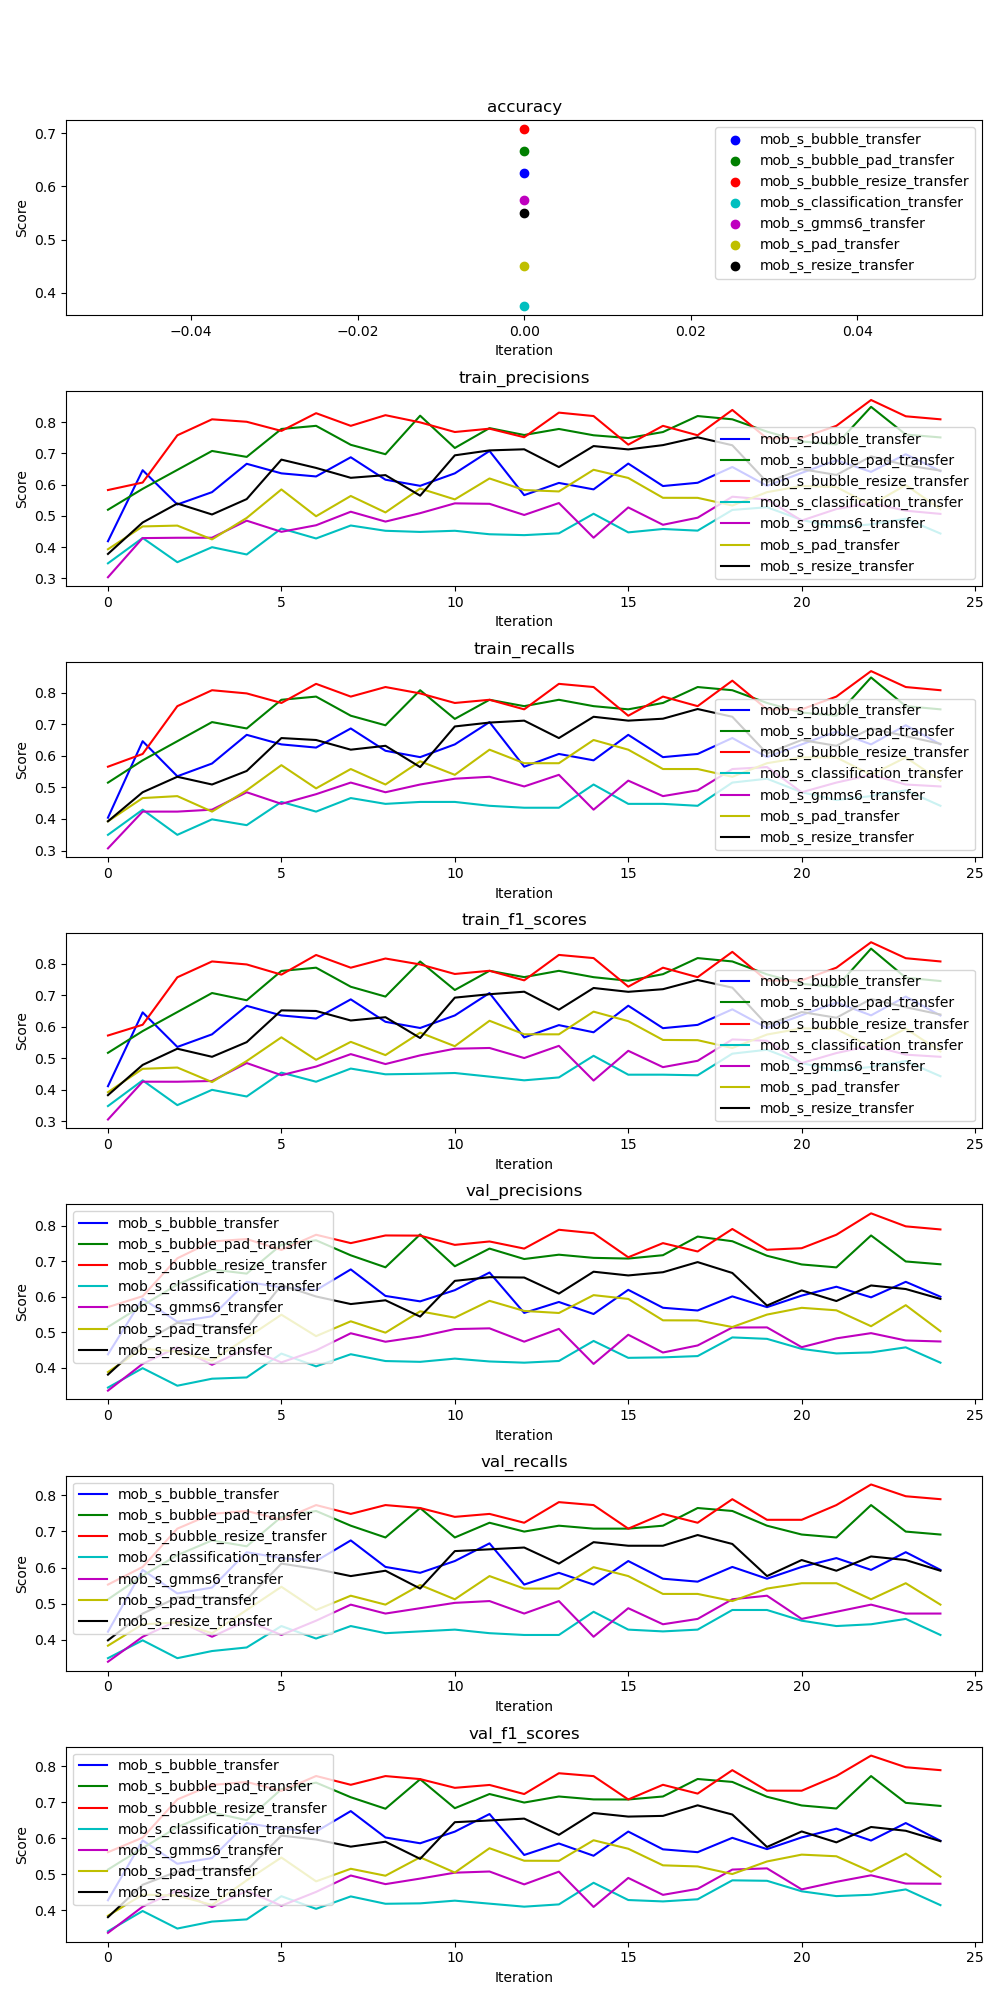 accuracy
0.7
0.6
0.5
0.4
Score
mob_s_bubble_transfer
mob_s_bubble_pad_transfer
mob_s_bubble_resize_transfer
mob_s_classification_transfer
mob_s_gmms6_transfer
mob_s_pad_transfer
mob_s_resize_transfer
−0.04 −0.02 0.00 0.02 0.04
Iteration
train_precisions
0.8
0.7
0.6
0.5
0.4
0.3
Score
mob_s_bubble_transfer
mob_s_bubble_pad_transfer
mob_s_bubble_resize_transfer
mob_s_classification_transfer
mob_s_gmms6_transfer
mob_s_pad_transfer
mob_s_resize_transfer
0 5 10 15 20 25
Iteration
train_recalls
0.8
0.7
0.6
0.5
0.4
0.3
Score
mob_s_bubble_transfer
mob_s_bubble_pad_transfer
mob_s_bubble_resize_transfer
mob_s_classification_transfer
mob_s_gmms6_transfer
mob_s_pad_transfer
mob_s_resize_transfer
0 5 10 15 20 25
Iteration
train_f1_scores
0.8
0.7
0.6
0.5
0.4
0.3
Score
mob_s_bubble_transfer
mob_s_bubble_pad_transfer
mob_s_bubble_resize_transfer
mob_s_classification_transfer
mob_s_gmms6_transfer
mob_s_pad_transfer
mob_s_resize_transfer
0 5 10 15 20 25
Iteration
val_precisions
0.8
0.7
0.6
0.5
0.4
Score
mob_s_bubble_transfer
mob_s_bubble_pad_transfer
mob_s_bubble_resize_transfer
mob_s_classification_transfer
mob_s_gmms6_transfer
mob_s_pad_transfer
mob_s_resize_transfer
0 5 10 15 20 25
Iteration
val_recalls
0.8
0.7
0.6
0.5
0.4
Score
mob_s_bubble_transfer
mob_s_bubble_pad_transfer
mob_s_bubble_resize_transfer
mob_s_classification_transfer
mob_s_gmms6_transfer
mob_s_pad_transfer
mob_s_resize_transfer
0 5 10 15 20 25
Iteration
val_f1_scores
0.8
0.7
0.6
0.5
0.4
Score
mob_s_bubble_transfer
mob_s_bubble_pad_transfer
mob_s_bubble_resize_transfer
mob_s_classification_transfer
mob_s_gmms6_transfer
mob_s_pad_transfer
mob_s_resize_transfer
0 5 10 15 20 25
Iteration